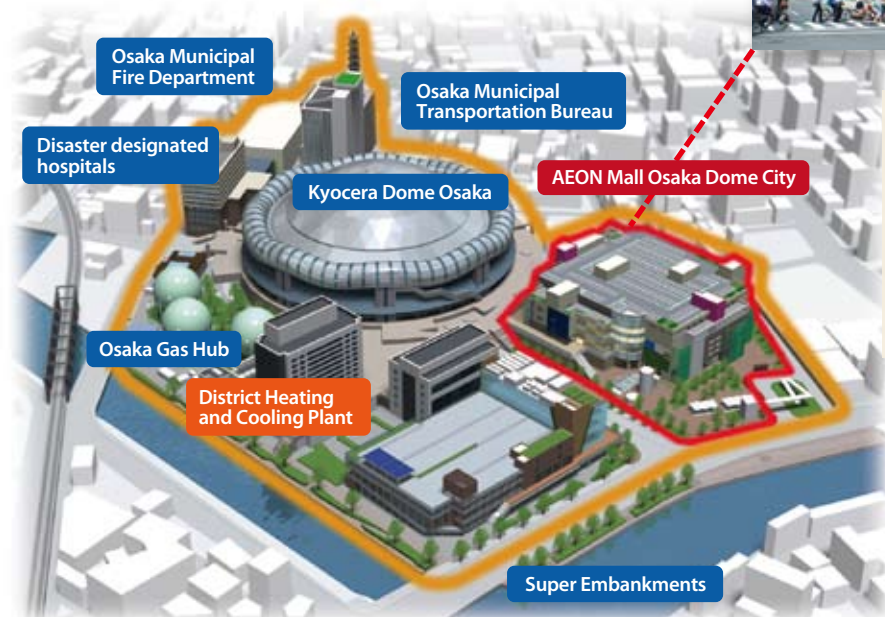 Osaka Municipal
Fire Department
Osaka Municipal
Transportation Bureau
Disaster designated
hospitals
Kyocera Dome Osaka
AEON Mall Osaka Dome City
Osaka Gas Hub
District Heating
and Cooling Plant
Super Embankments